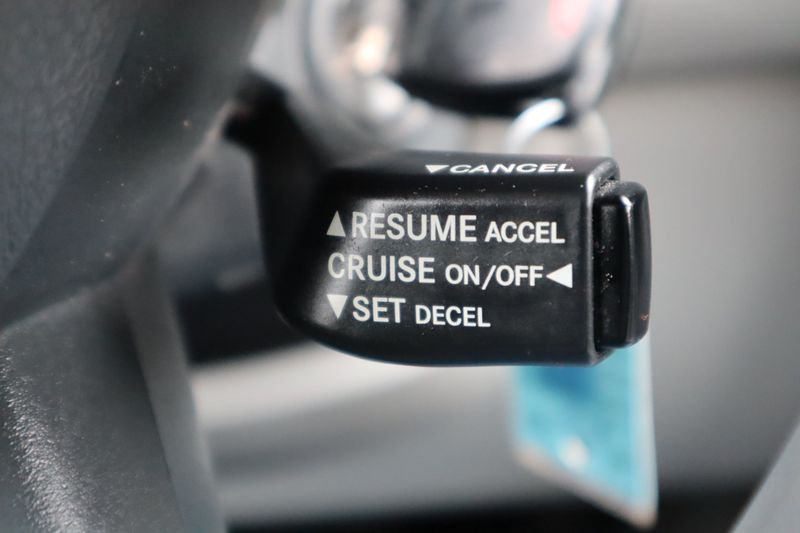 ▼CANCEL
▲RESUME ACCEL
CRUISE ON/OFF◀
▼SET DECEL